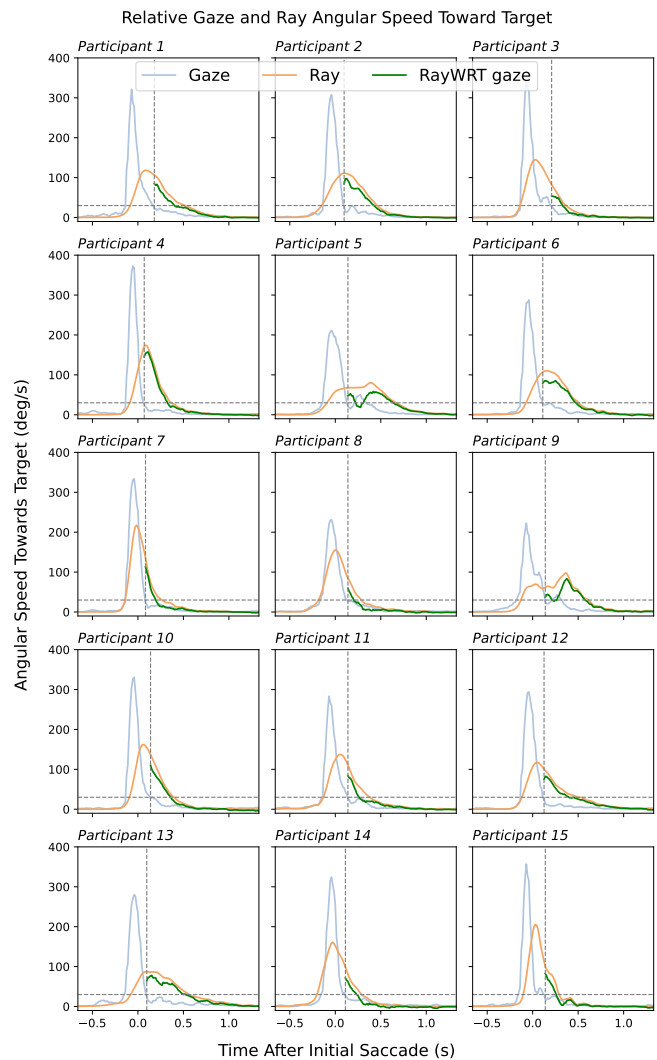 Relative Gaze and Ray Angular Speed Toward Target
Participant 1 Participant 2 Participant 3
Gaze Ray RayWRT gaze
400
300
200
100
0
Participant 4 Participant 5 Participant 6
400
300
200
100
0
Participant 7 Participant 8 Participant 9
400
300
200
100
0
Participant 10 Participant 11 Participant 12
400
300
200
100
0
Participant 13 Participant 14 Participant 15
400
300
200
100
0
−0.5 0.0 0.5 1.0 −0.5 0.0 0.5 1.0 −0.5 0.0 0.5 1.0
Angular Speed Towards Target (deg/s)
Time After Initial Saccade (s)